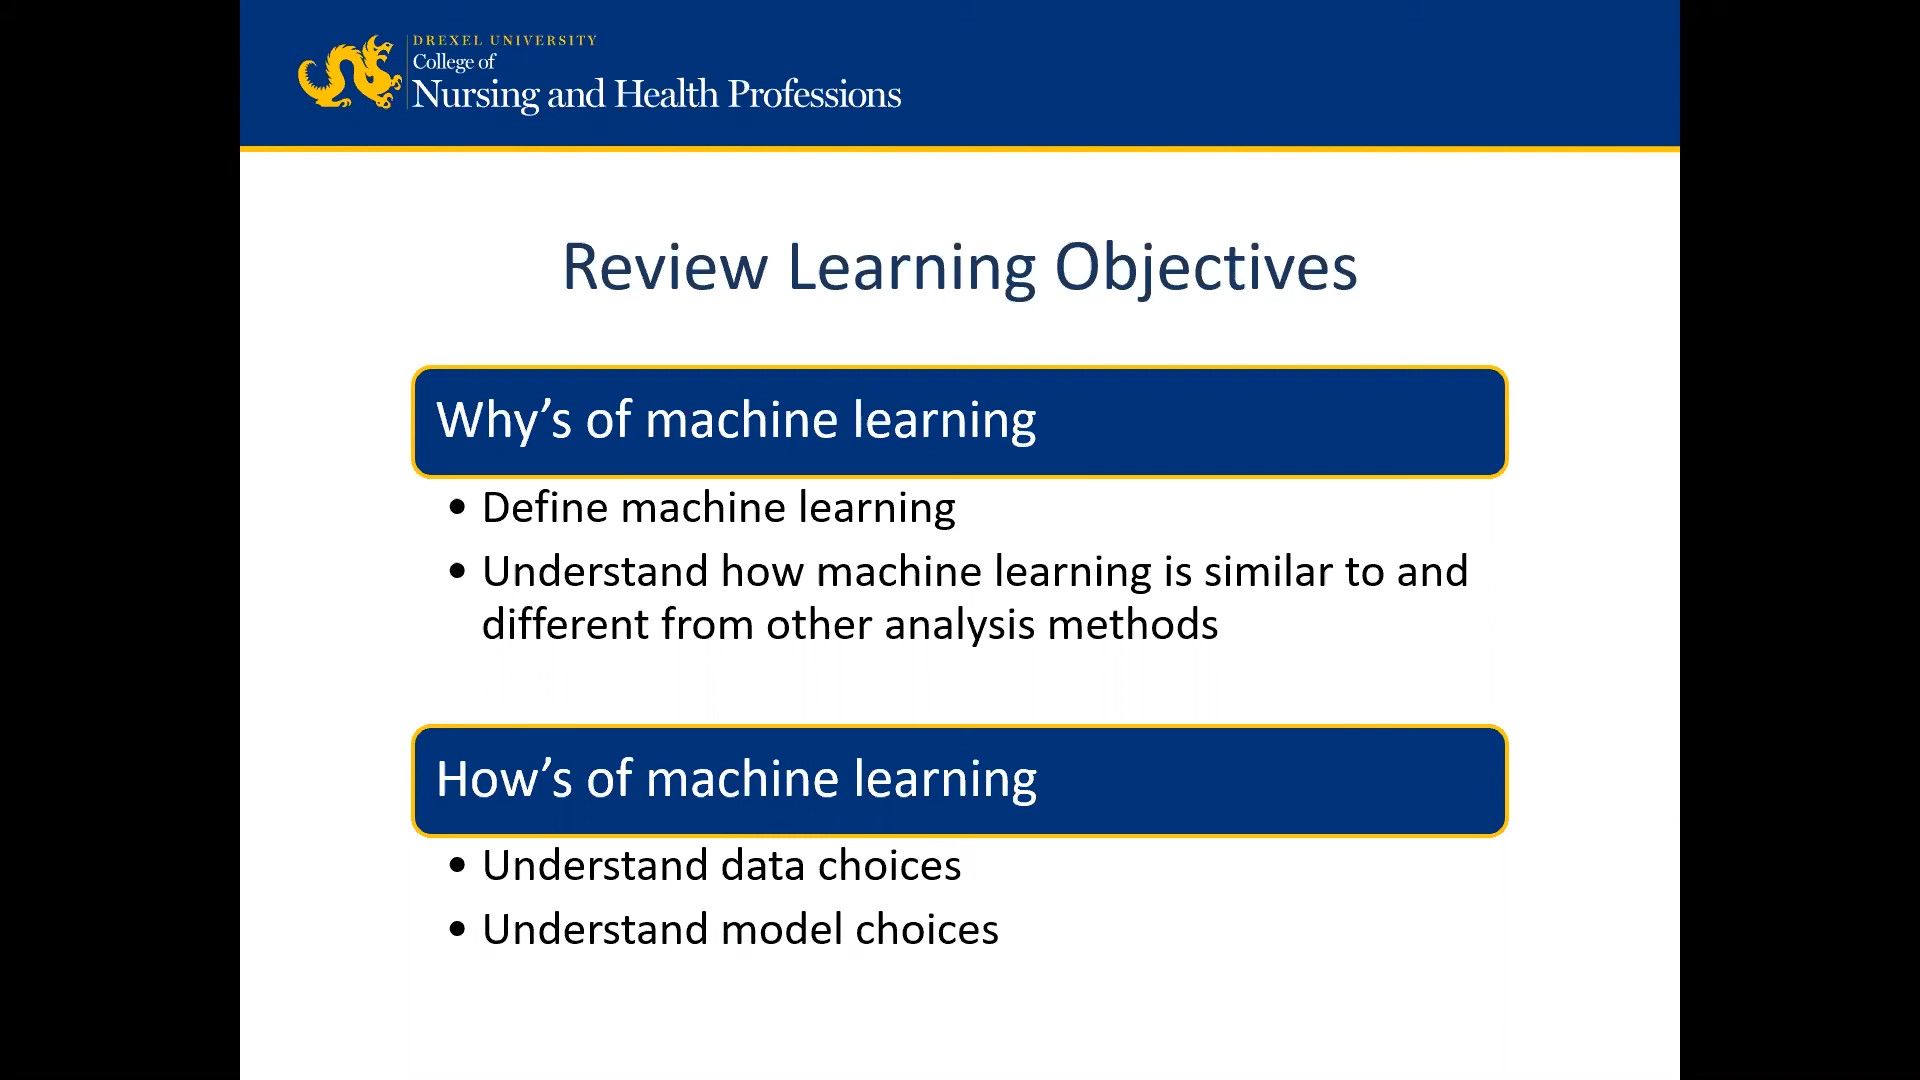 DREXEL UNIVERSITY
College of
Nursing and Health Professions
Review Learning Objectives
Why’s of machine learning
• Define machine learning
• Understand how machine learning is similar to and
different from other analysis methods
How’s of machine learning
• Understand data choices
• Understand model choices